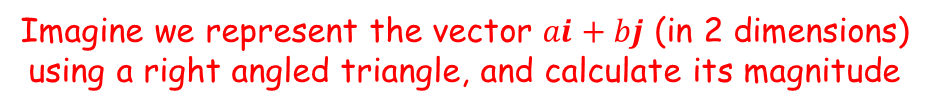 Imagine we represent the vector ai + bj (in 2 dimensions)
using a right angled triangle, and calculate its magnitude